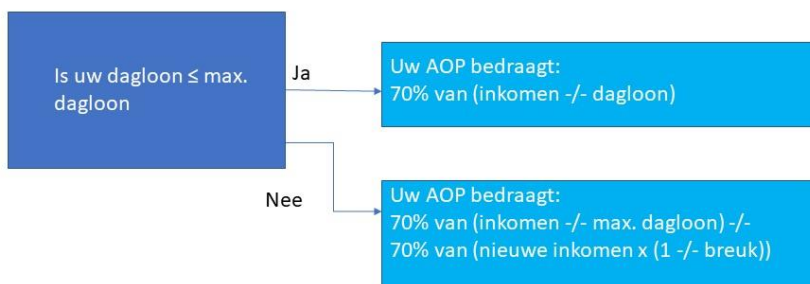 Is uw dagloon ≤ max.
dagloon
Ja
Uw AOP bedraagt:
70% van (inkomen -/- dagloon)
Nee
Uw AOP bedraagt:
70% van (inkomen -/- max. dagloon) -/-
70% van (nieuwe inkomen x (1 -/- breuk))